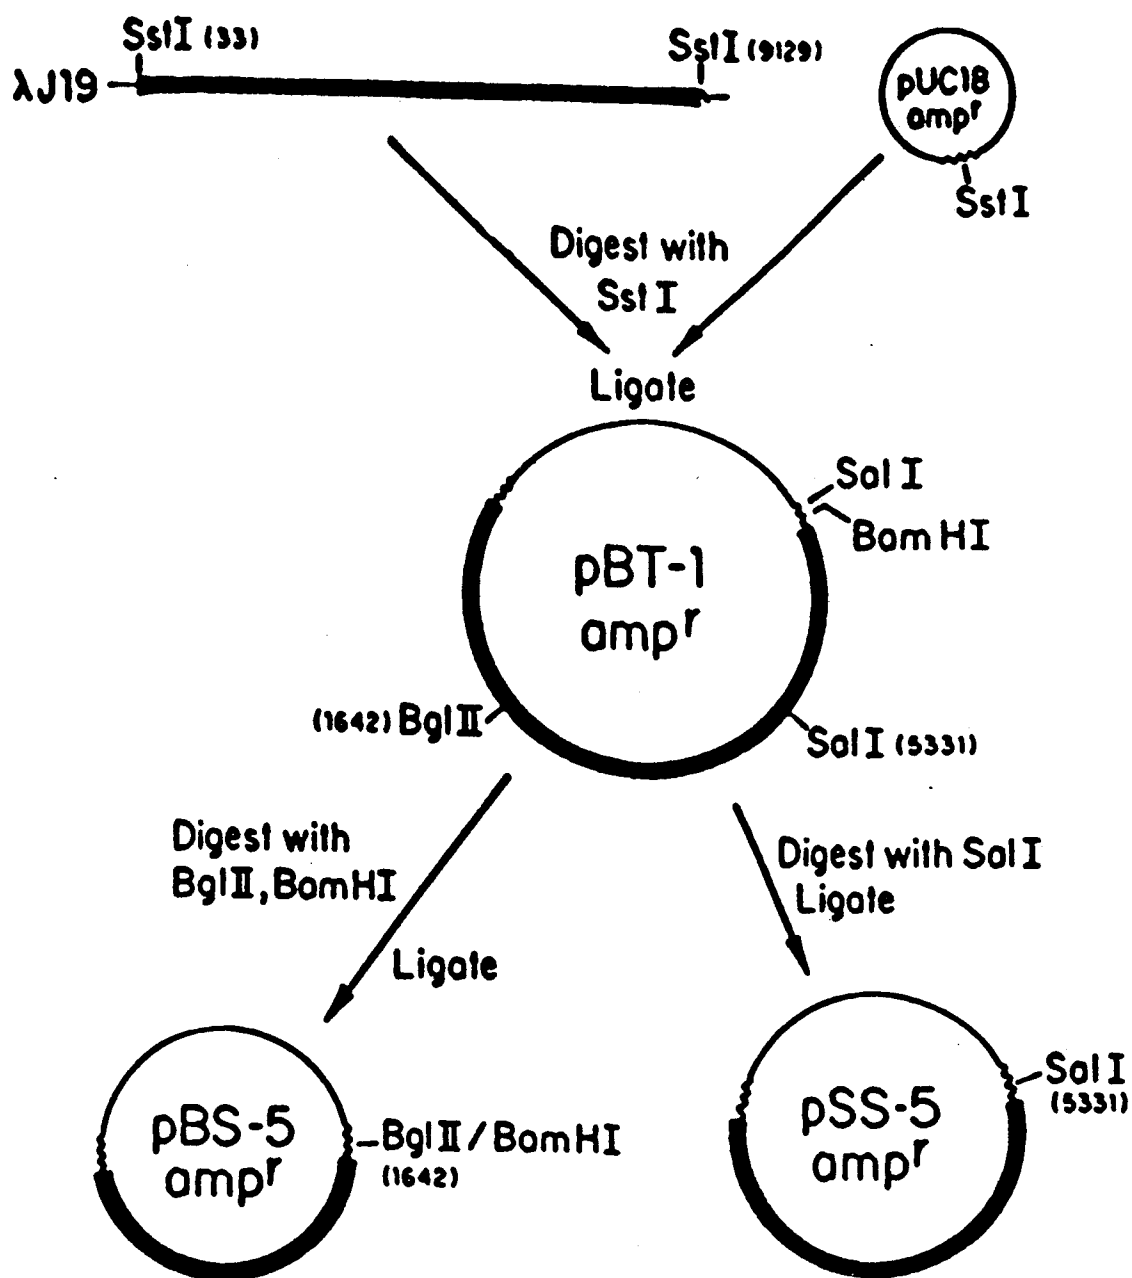 SstI (33)
SstI (9129)
λJ19
pUC18
ampʳ
SstI
Digest with
SstI
Ligate
SalI
BamHI
pBT-1
ampʳ
(1642) BglII
SalI (5331)
Digest with
BglII, BamHI
Ligate
Digest with SalI
Ligate
pBS-5
ampʳ
BglII/BamHI
(1642)
pSS-5
ampʳ
SalI
(5331)